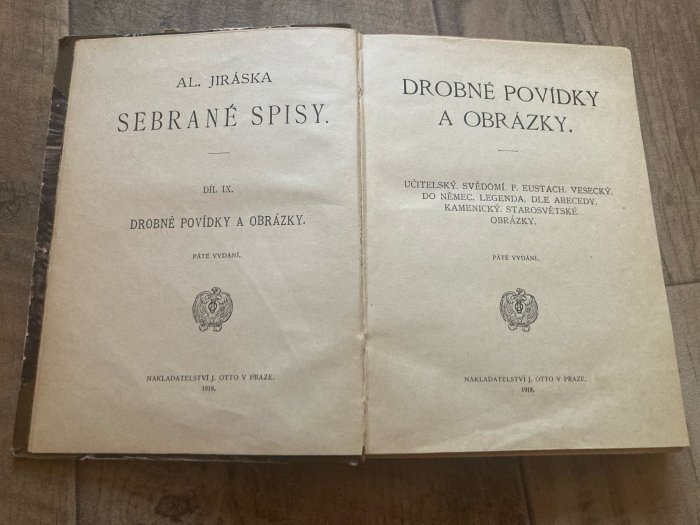 AL. JIRÁSKA
SEBRANÉ SPISY.
DÍL IX.
DROBNÉ POVÍDKY A OBRÁZKY.
PÁTÉ VYDÁNÍ.
NAKLADATELSTVÍ J. OTTO V PRAZE.
1918.
DROBNÉ POVÍDKY
A OBRÁZKY.
UČITELSKÝ. SVĚDOMÍ. P. EUSTACH. VESECKÝ.
DO NĚMEC. LEGENDA. DLE ABECEDY.
KAMENICKÝ. STAROSVĚTSKÉ
OBRÁZKY.
PÁTÉ VYDÁNÍ.
NAKLADATELSTVÍ J. OTTO V PRAZE.
1918.